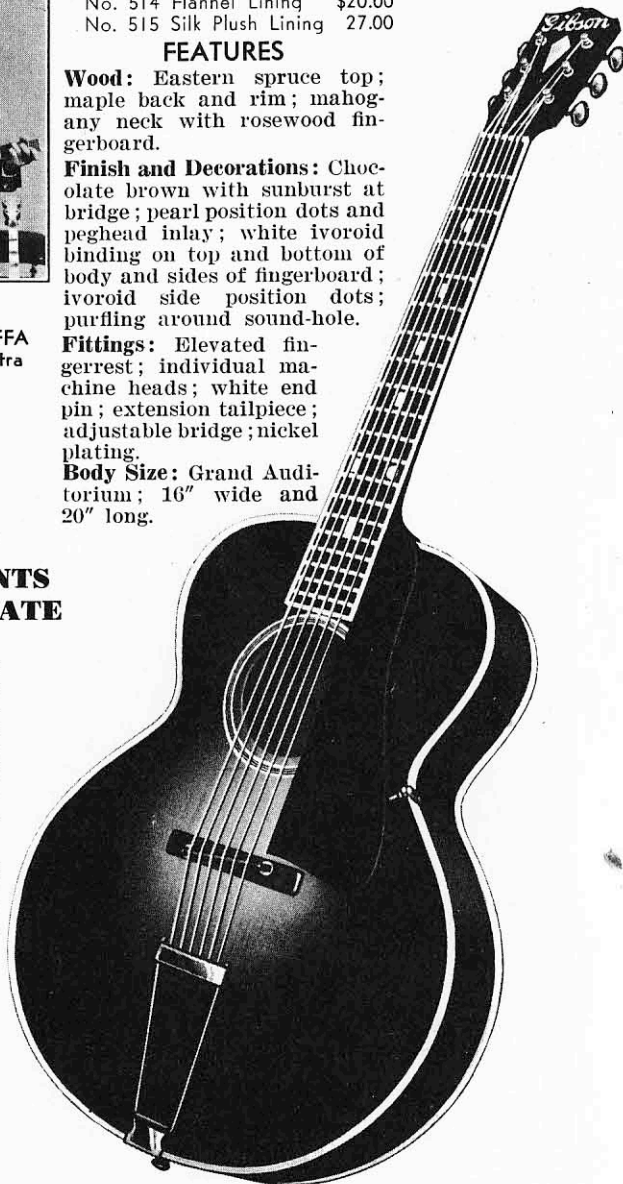 No. 514 Flannel Lining $20.00
No. 515 Silk Plush Lining 27.00
FEATURES
Wood: Eastern spruce top;
maple back and rim; mahog-
any neck with rosewood fin-
gerboard.
Finish and Decorations: Choc-
olate brown with sunburst at
bridge; pearl position dots and
peghead inlay; white ivoroid
binding on top and bottom of
body and sides of fingerboard;
ivoroid side position dots;
purfling around sound-hole.
Fittings: Elevated fin-
gerrest; individual ma-
chine heads; white end
pin; extension tailpiece;
adjustable bridge; nickel
plating.
Body Size: Grand Audi-
torium; 16" wide and
20" long.
FFA
tra
NTS
ATE
Gibson